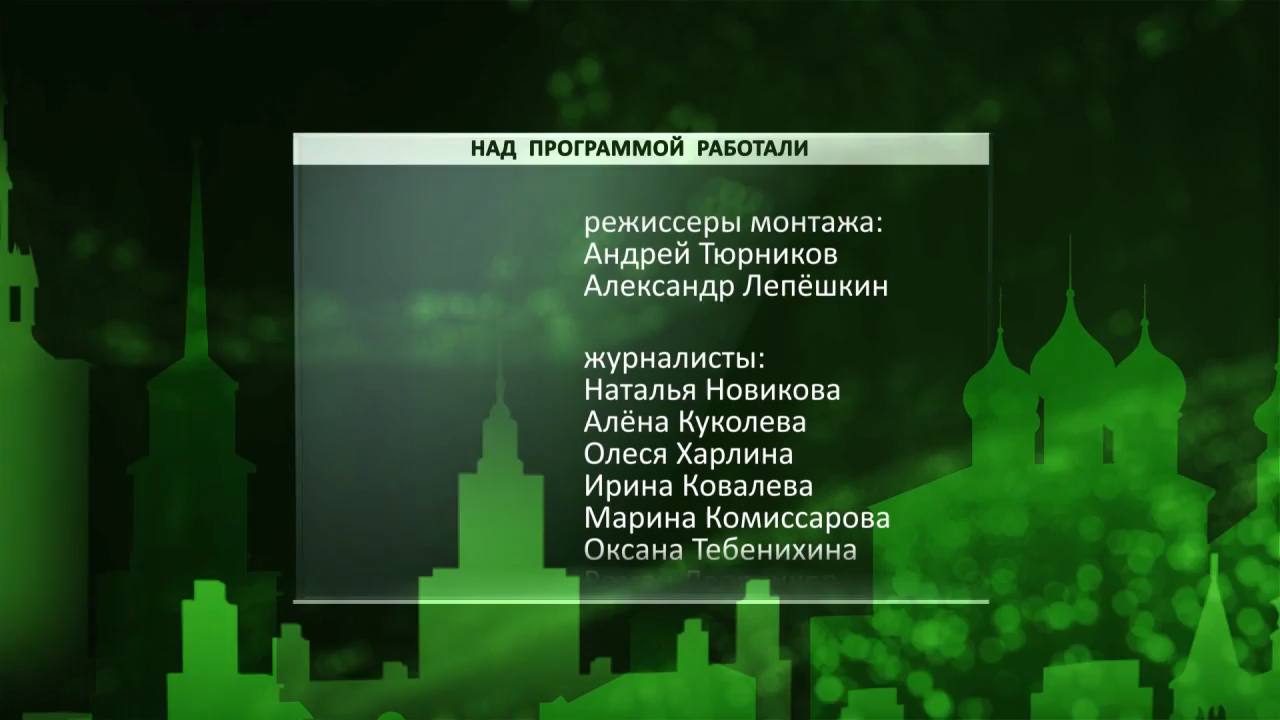 НАД ПРОГРАММОЙ РАБОТАЛИ
режиссеры монтажа:
Андрей Тюрников
Александр Лепёшкин
журналисты:
Наталья Новикова
Алёна Куколева
Олеся Харлина
Ирина Ковалева
Марина Комиссарова
Оксана Тебенихина